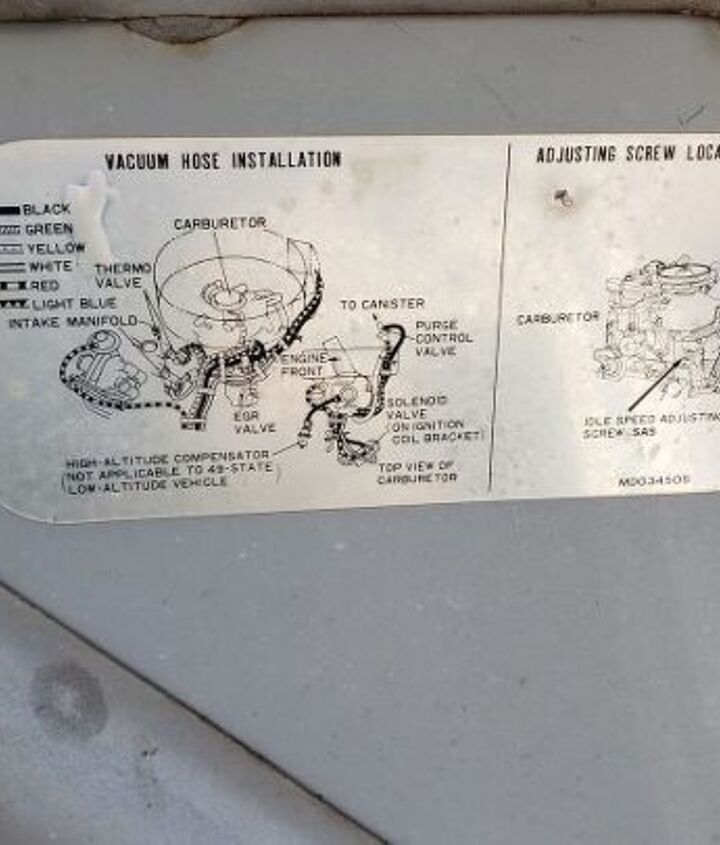 VACUUM HOSE INSTALLATION
BLACK
GREEN
YELLOW
WHITE
RED
LIGHT BLUE
CARBURETOR
THERMO
VALVE
INTAKE MANIFOLD
TO CANISTER
PURGE
CONTROL
VALVE
ENGINE
FRONT
EGR
VALVE
SOLENOID
VALVE
(ON IGNITION
COIL BRACKET)
HIGH-ALTITUDE COMPENSATOR
(NOT APPLICABLE TO 49-STATE
LOW-ALTITUDE VEHICLE)
TOP VIEW OF
CARBURETOR
ADJUSTING SCREW LOCA
CARBURETOR
IDLE SPEED ADJUSTING
SCREW:SAS